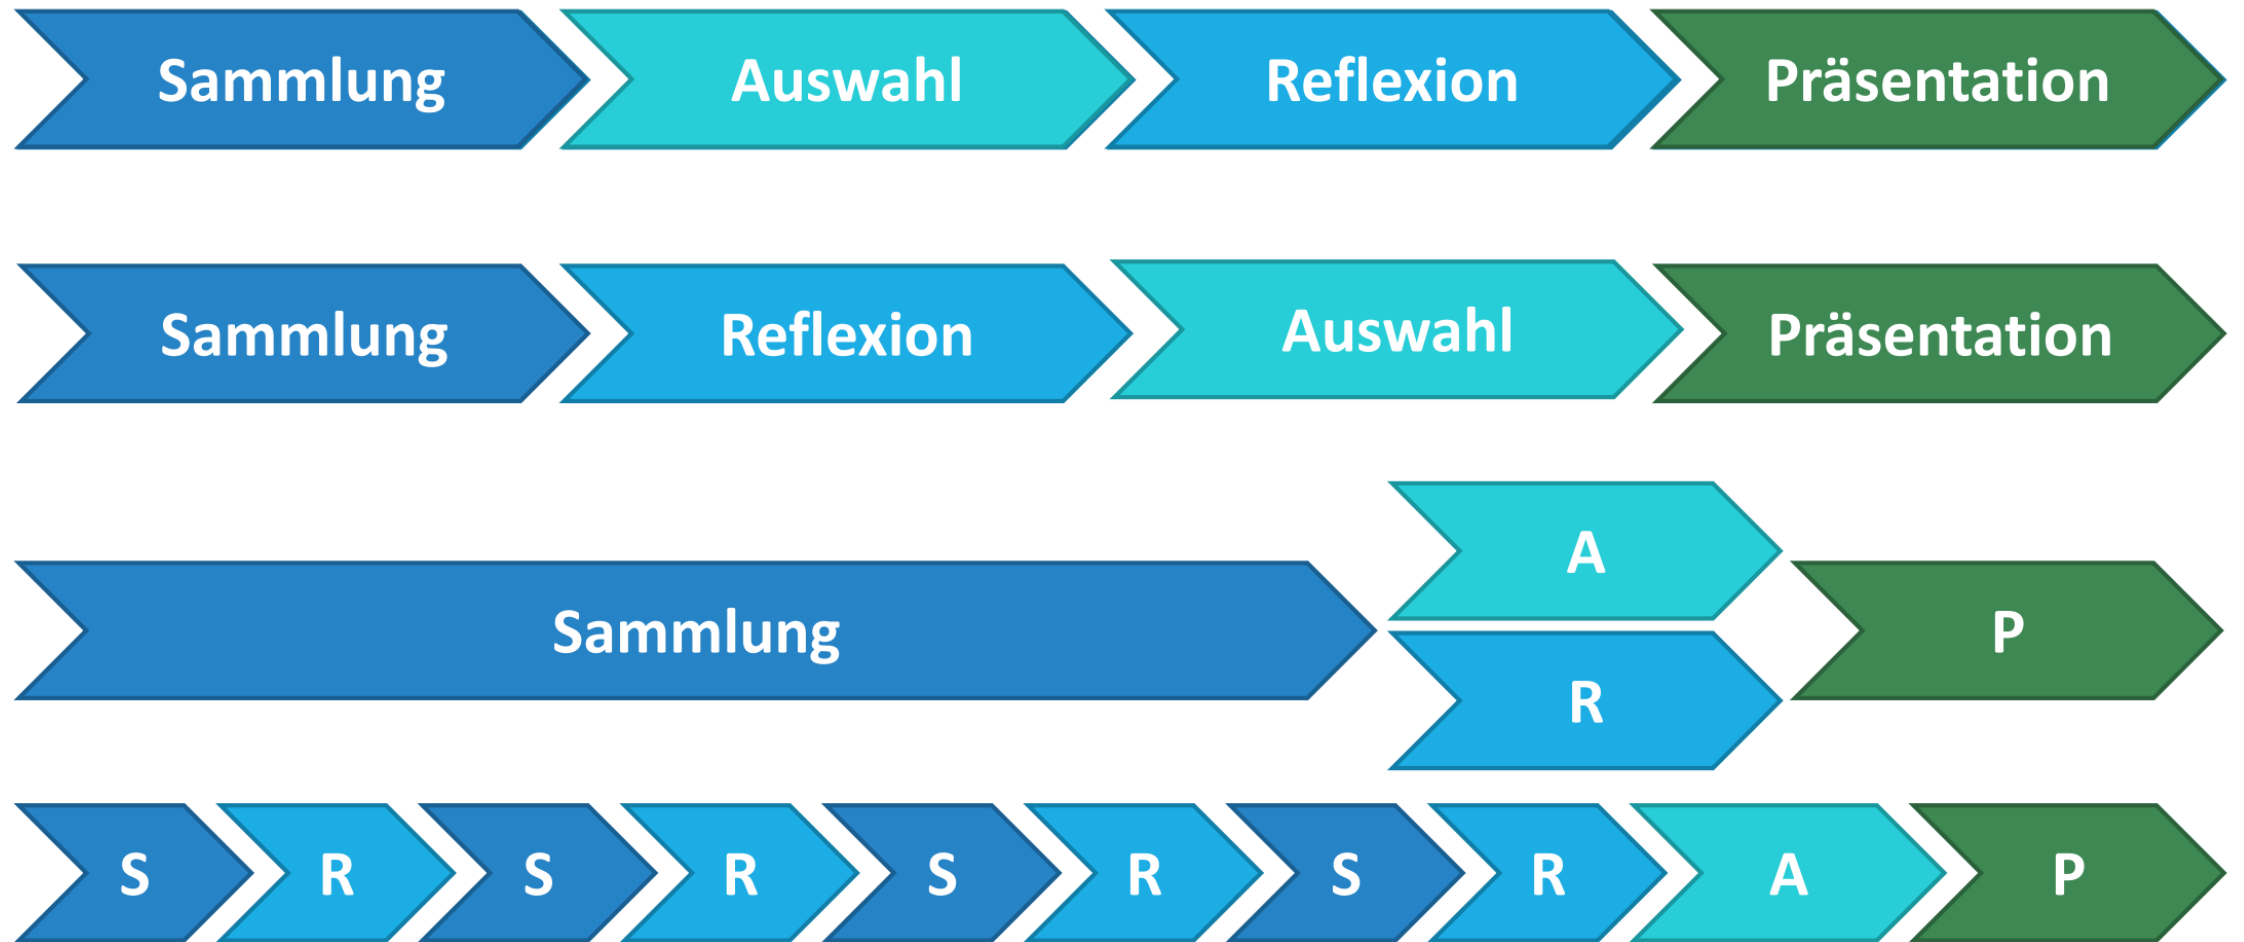 Sammlung Auswahl Reflexion Präsentation
Sammlung Reflexion Auswahl Präsentation
A
Sammlung P
R
S R S R S R S R A P